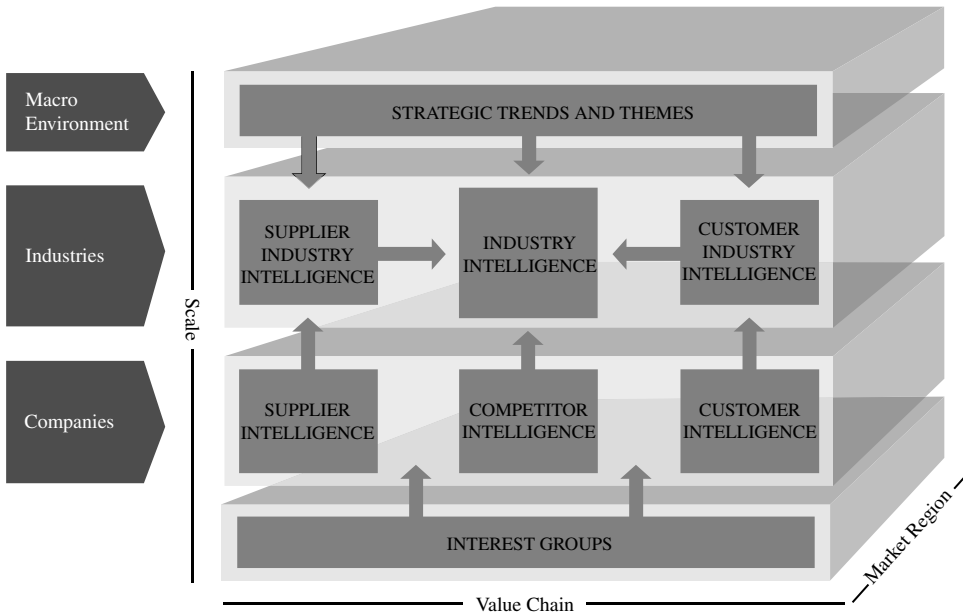 Macro
Environment
STRATEGIC TRENDS AND THEMES
Industries
SUPPLIER
INDUSTRY
INTELLIGENCE
INDUSTRY
INTELLIGENCE
CUSTOMER
INDUSTRY
INTELLIGENCE
Scale
Companies
SUPPLIER
INTELLIGENCE
COMPETITOR
INTELLIGENCE
CUSTOMER
INTELLIGENCE
INTEREST GROUPS
Market Region
Value Chain